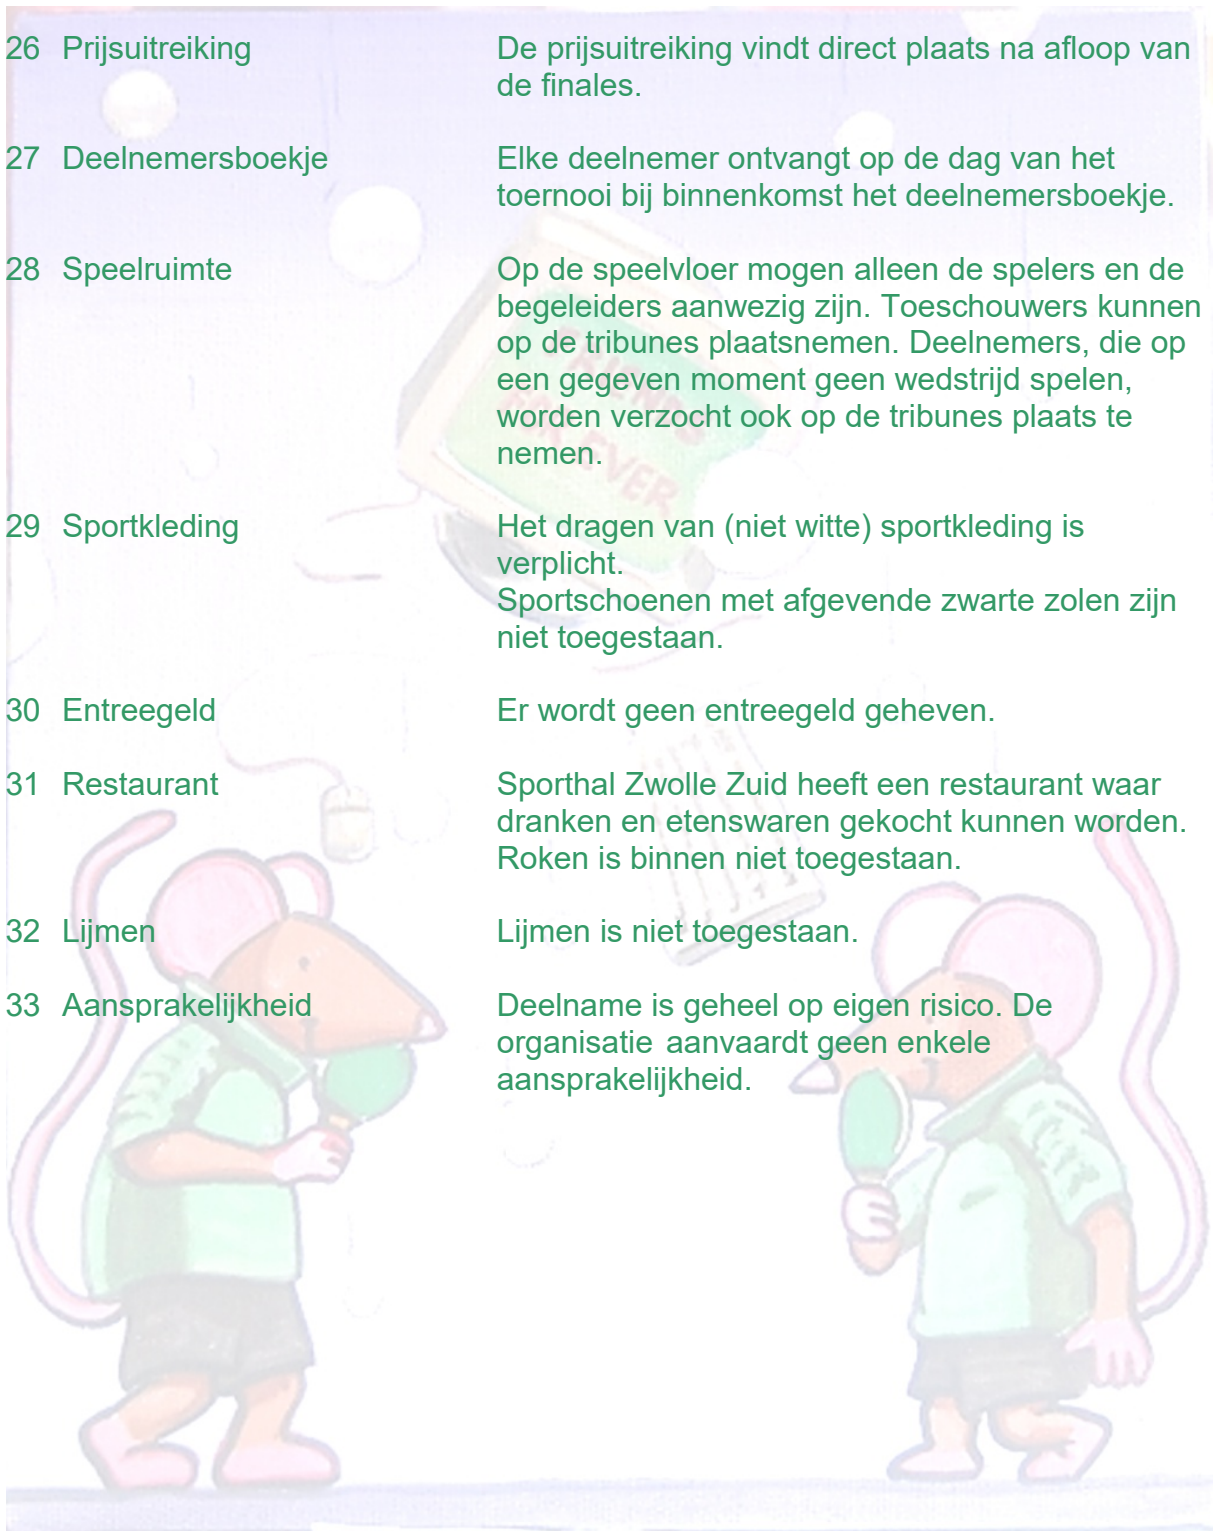 26 Prijsuitreiking De prijsuitreiking vindt direct plaats na afloop van
de finales.
27 Deelnemersboekje Elke deelnemer ontvangt op de dag van het
toernooi bij binnenkomst het deelnemersboekje.
28 Speelruimte Op de speelvloer mogen alleen de spelers en de
begeleiders aanwezig zijn. Toeschouwers kunnen
op de tribunes plaatsnemen. Deelnemers, die op
een gegeven moment geen wedstrijd spelen,
worden verzocht ook op de tribunes plaats te
nemen.
29 Sportkleding Het dragen van (niet witte) sportkleding is
verplicht.
Sportschoenen met afgevende zwarte zolen zijn
niet toegestaan.
30 Entreegeld Er wordt geen entreegeld geheven.
31 Restaurant Sporthal Zwolle Zuid heeft een restaurant waar
dranken en etenswaren gekocht kunnen worden.
Roken is binnen niet toegestaan.
32 Lijmen Lijmen is niet toegestaan.
33 Aansprakelijkheid Deelname is geheel op eigen risico. De
organisatie aanvaardt geen enkele
aansprakelijkheid.
FRIENDS
FOR EVER